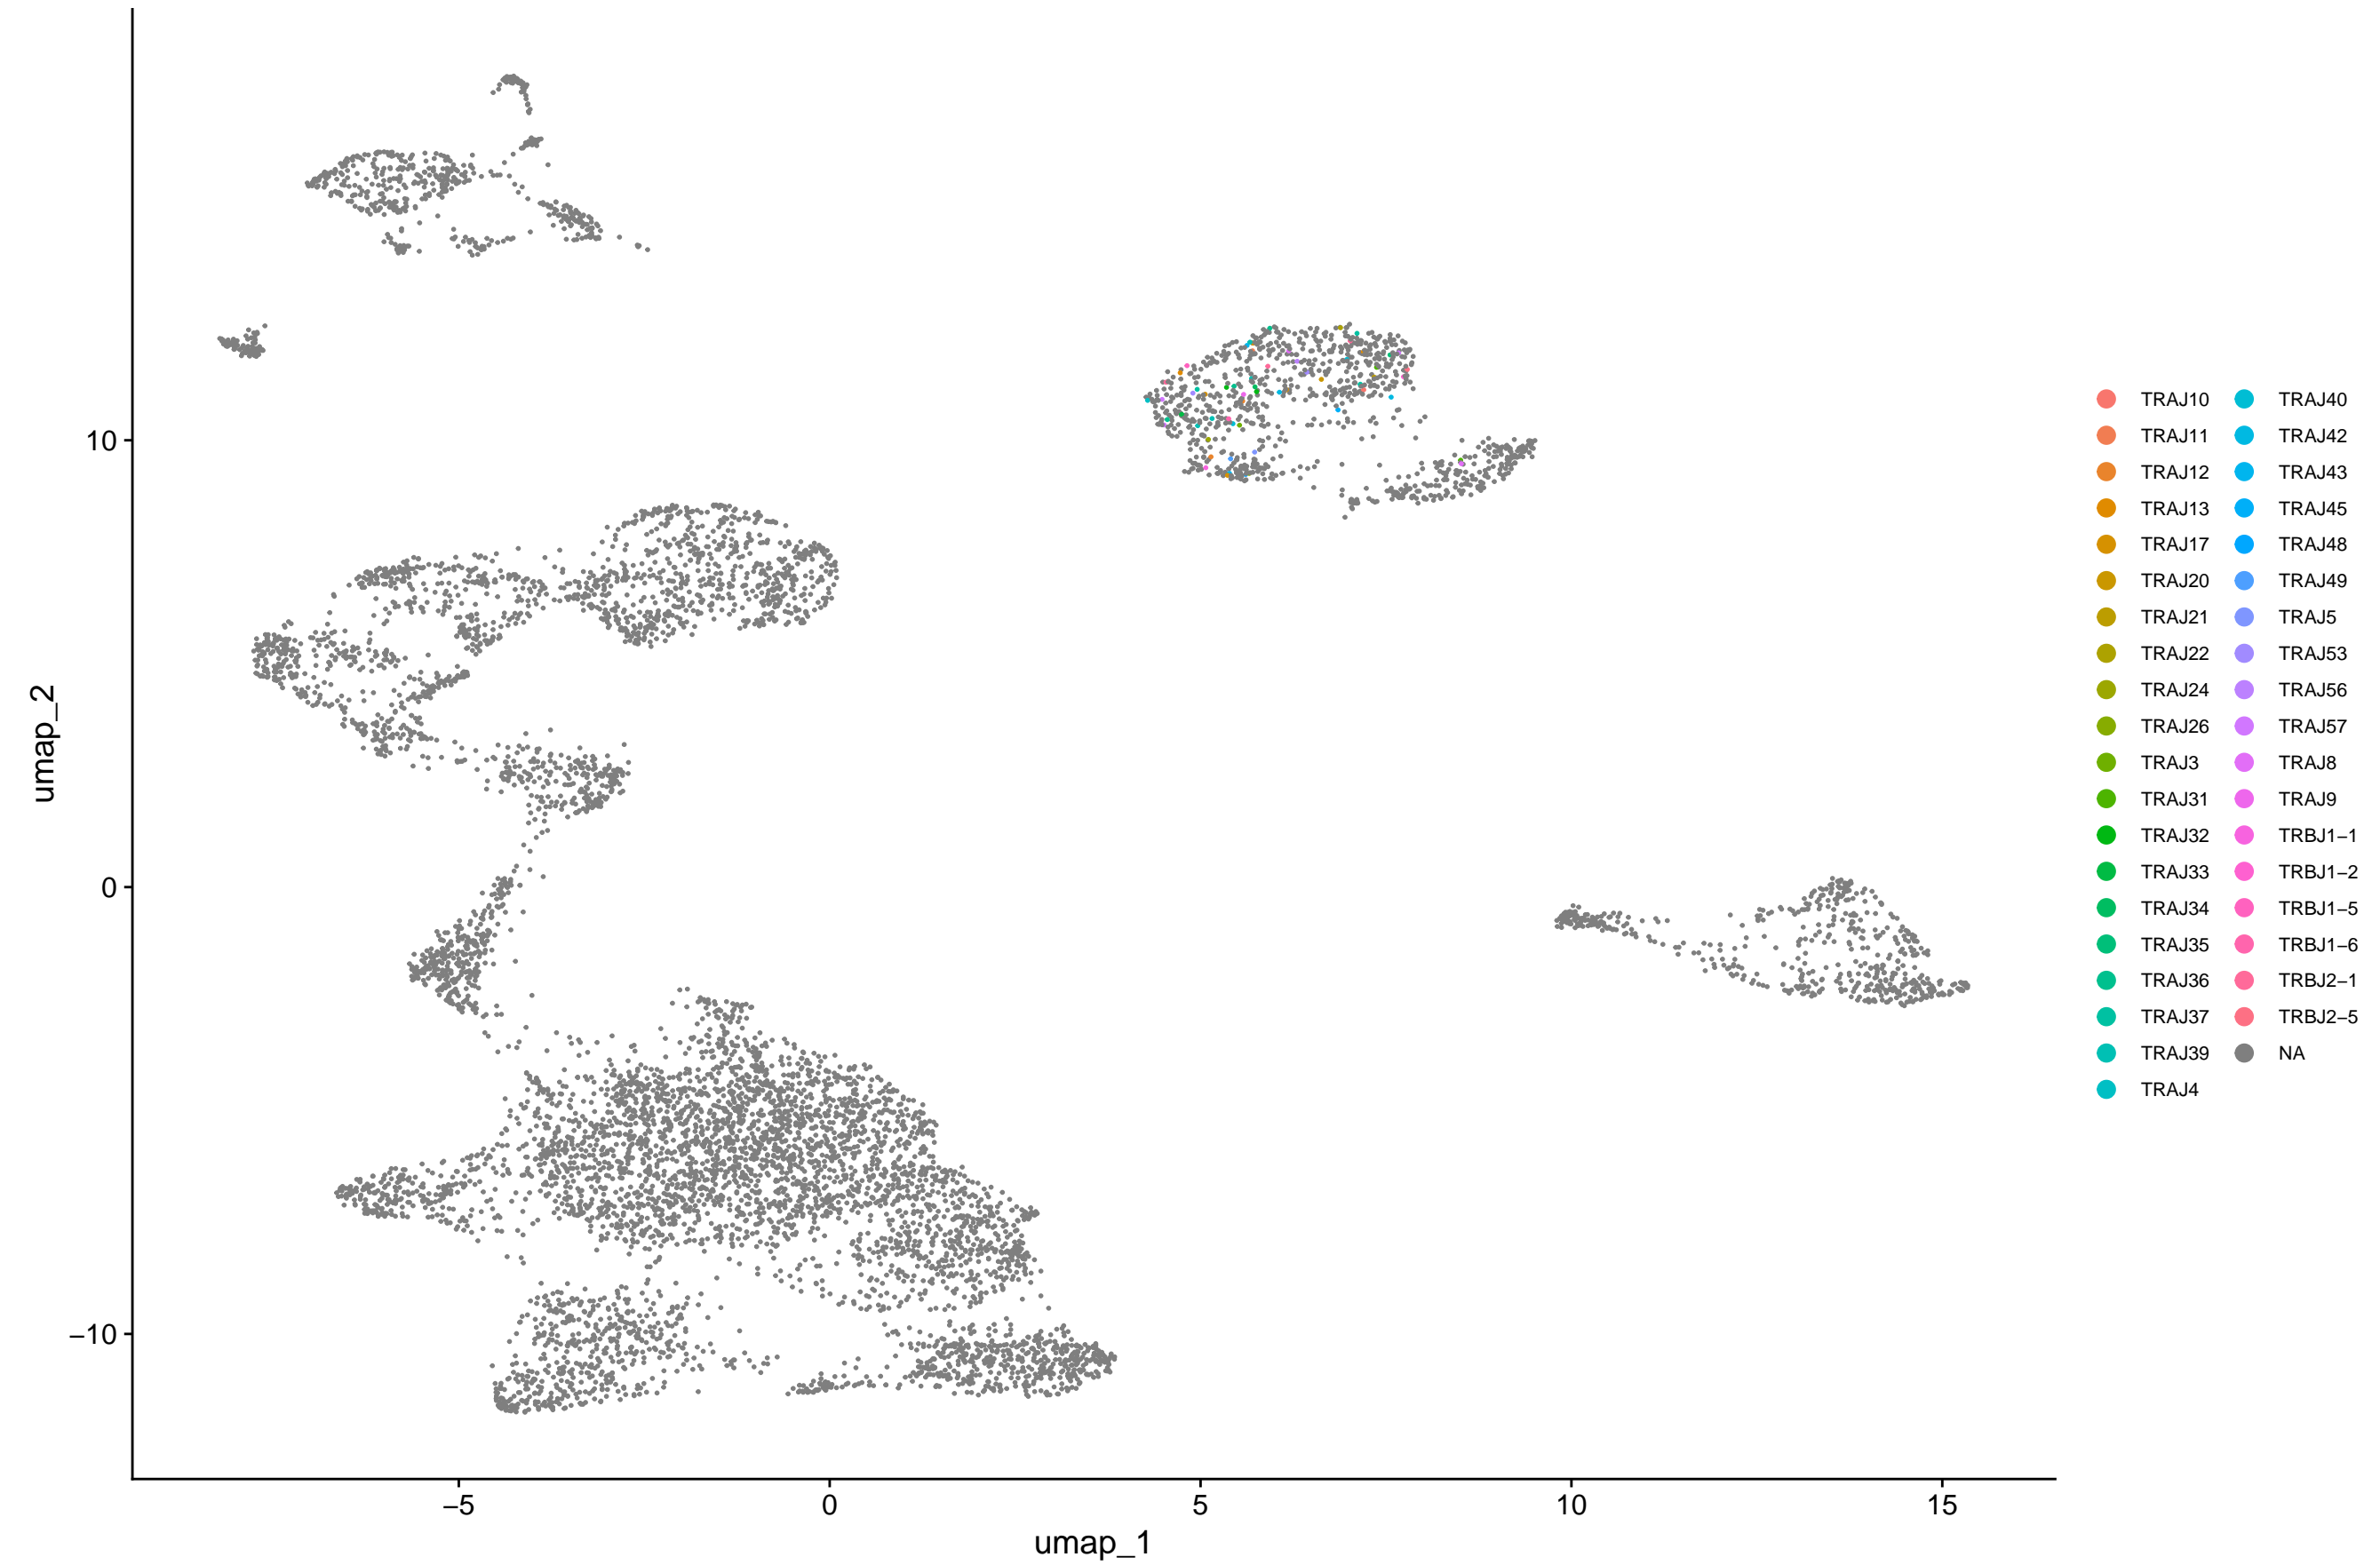 umap_2
10
0
−10
−5
0
5
10
15
umap_1
TRAJ10
TRAJ11
TRAJ12
TRAJ13
TRAJ17
TRAJ20
TRAJ21
TRAJ22
TRAJ24
TRAJ26
TRAJ3
TRAJ31
TRAJ32
TRAJ33
TRAJ34
TRAJ35
TRAJ36
TRAJ37
TRAJ39
TRAJ4
TRAJ40
TRAJ42
TRAJ43
TRAJ45
TRAJ48
TRAJ49
TRAJ5
TRAJ53
TRAJ56
TRAJ57
TRAJ8
TRAJ9
TRBJ1−1
TRBJ1−2
TRBJ1−5
TRBJ1−6
TRBJ2−1
TRBJ2−5
NA